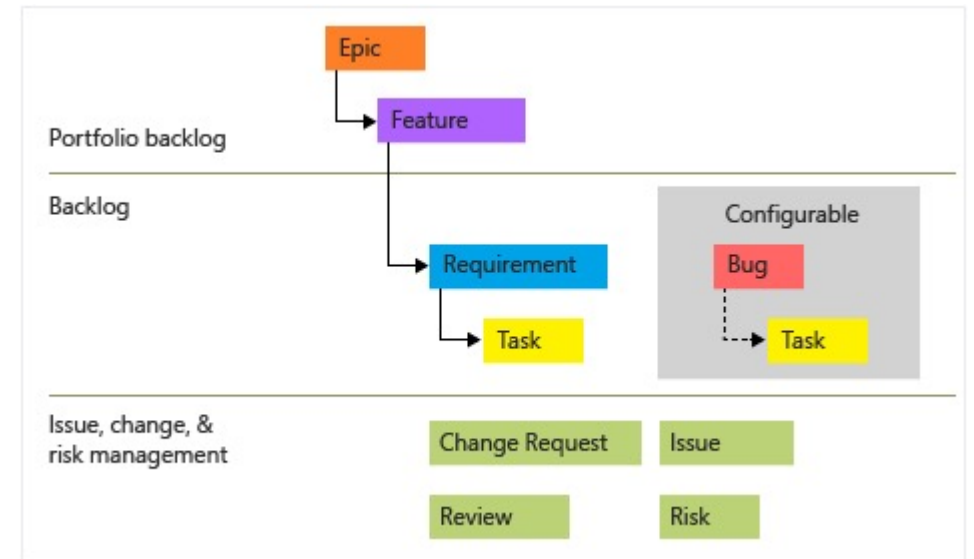 Epic
Feature
Portfolio backlog
Backlog
Configurable
Requirement
Bug
Task
Task
Issue, change, &
risk management
Change Request
Issue
Review
Risk